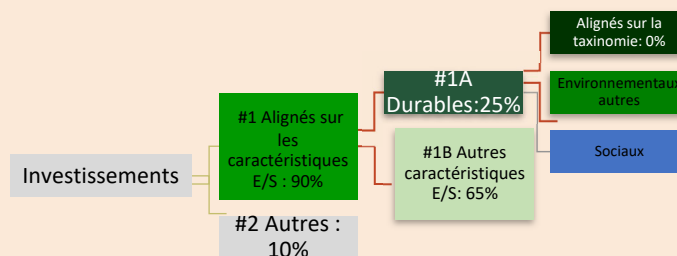 Investissements
#1 Alignés sur
les
caractéristiques
E/S : 90%
#2 Autres :
10%
#1A
Durables:25%
#1B Autres
caractéristiques
E/S: 65%
Alignés sur la
taxinomie: 0%
Environnementaux
autres
Sociaux